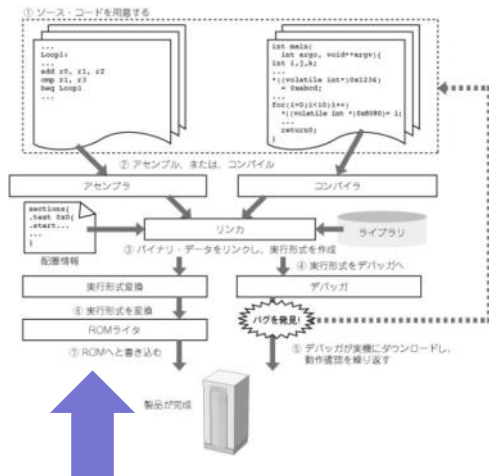 ① ソース・コードを用意する
...
Loop1:
...
add r0, r1, r2
cmp r1, r3
beq Loop1
...
int main(
int argo, void**argv){
int i,j,k;
...
*((volatile int*)0x1234)
= 0xabcd;
...
for(i=0;i<10;i++)
*((volatile int *)0x8080)= i;
...
return0;
}
② アセンブル、または、コンパイル
アセンブラ
コンパイラ
sections{
.text 0x0{
.start...
...
}
配置情報
リンカ
ライブラリ
③ バイナリ・データをリンクし、実行形式を作成
④ 実行形式をデバッガへ
実行形式変換
デバッガ
⑥ 実行形式を変換
ROMライタ
バグを発見!
⑦ ROMへと書き込む
⑤ デバッガが実機にダウンロードし、
動作確認を繰り返す
製品が完成